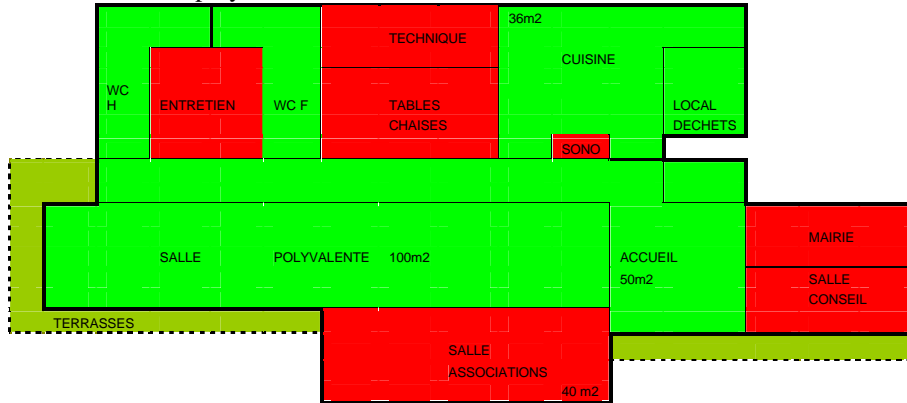 36m2
TECHNIQUE
CUISINE
WC
H
ENTRETIEN
WC F
TABLES
CHAISES
LOCAL
DECHETS
SONO
SALLE POLYVALENTE 100m2
ACCUEIL
50m2
MAIRIE
SALLE
CONSEIL
TERRASSES
SALLE
ASSOCIATIONS
40 m2